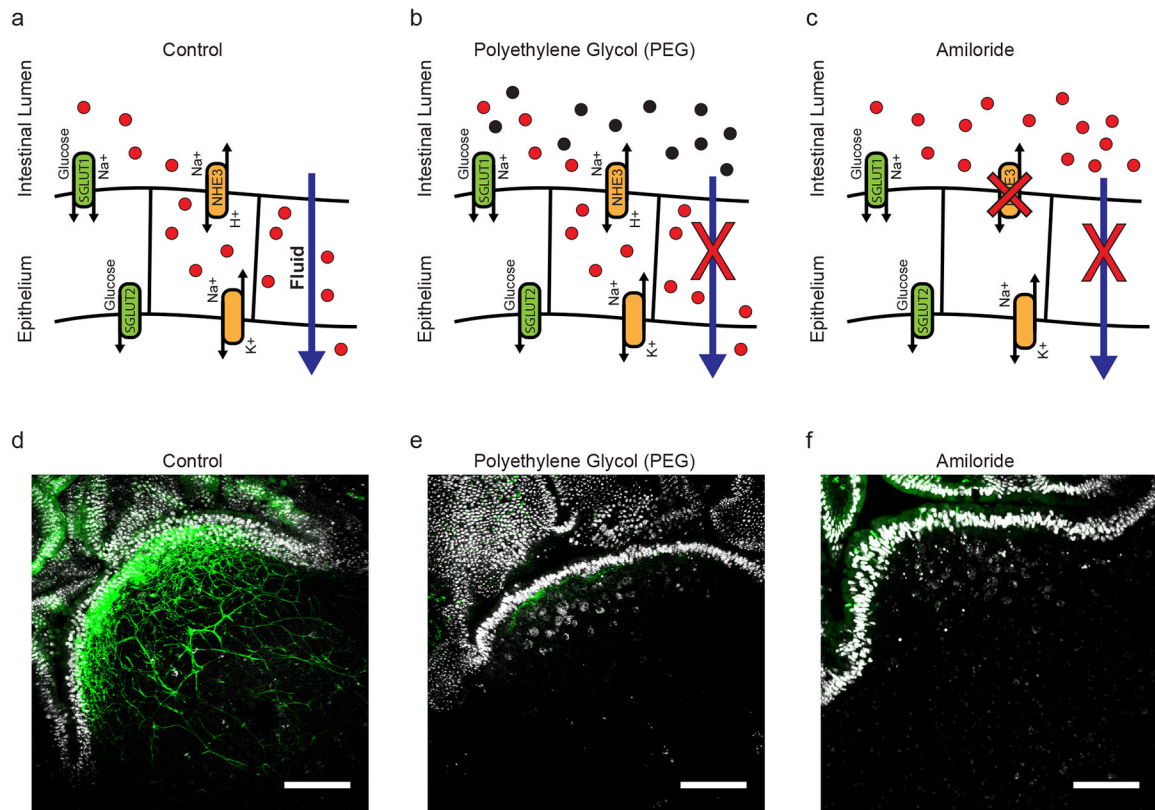 a
Control
Intestinal Lumen
Epithelium
Glucose
Na+
SGLUT1
Na+
NHE3
H+
Fluid
Glucose
SGLUT2
Na+
K+
b
Polyethylene Glycol (PEG)
Intestinal Lumen
Epithelium
Glucose
Na+
SGLUT1
Na+
NHE3
H+
Glucose
SGLUT2
Na+
K+
c
Amiloride
Intestinal Lumen
Epithelium
Glucose
Na+
SGLUT1
Na+
H+
Glucose
SGLUT2
Na+
K+
d
Control
e
Polyethylene Glycol (PEG)
f
Amiloride